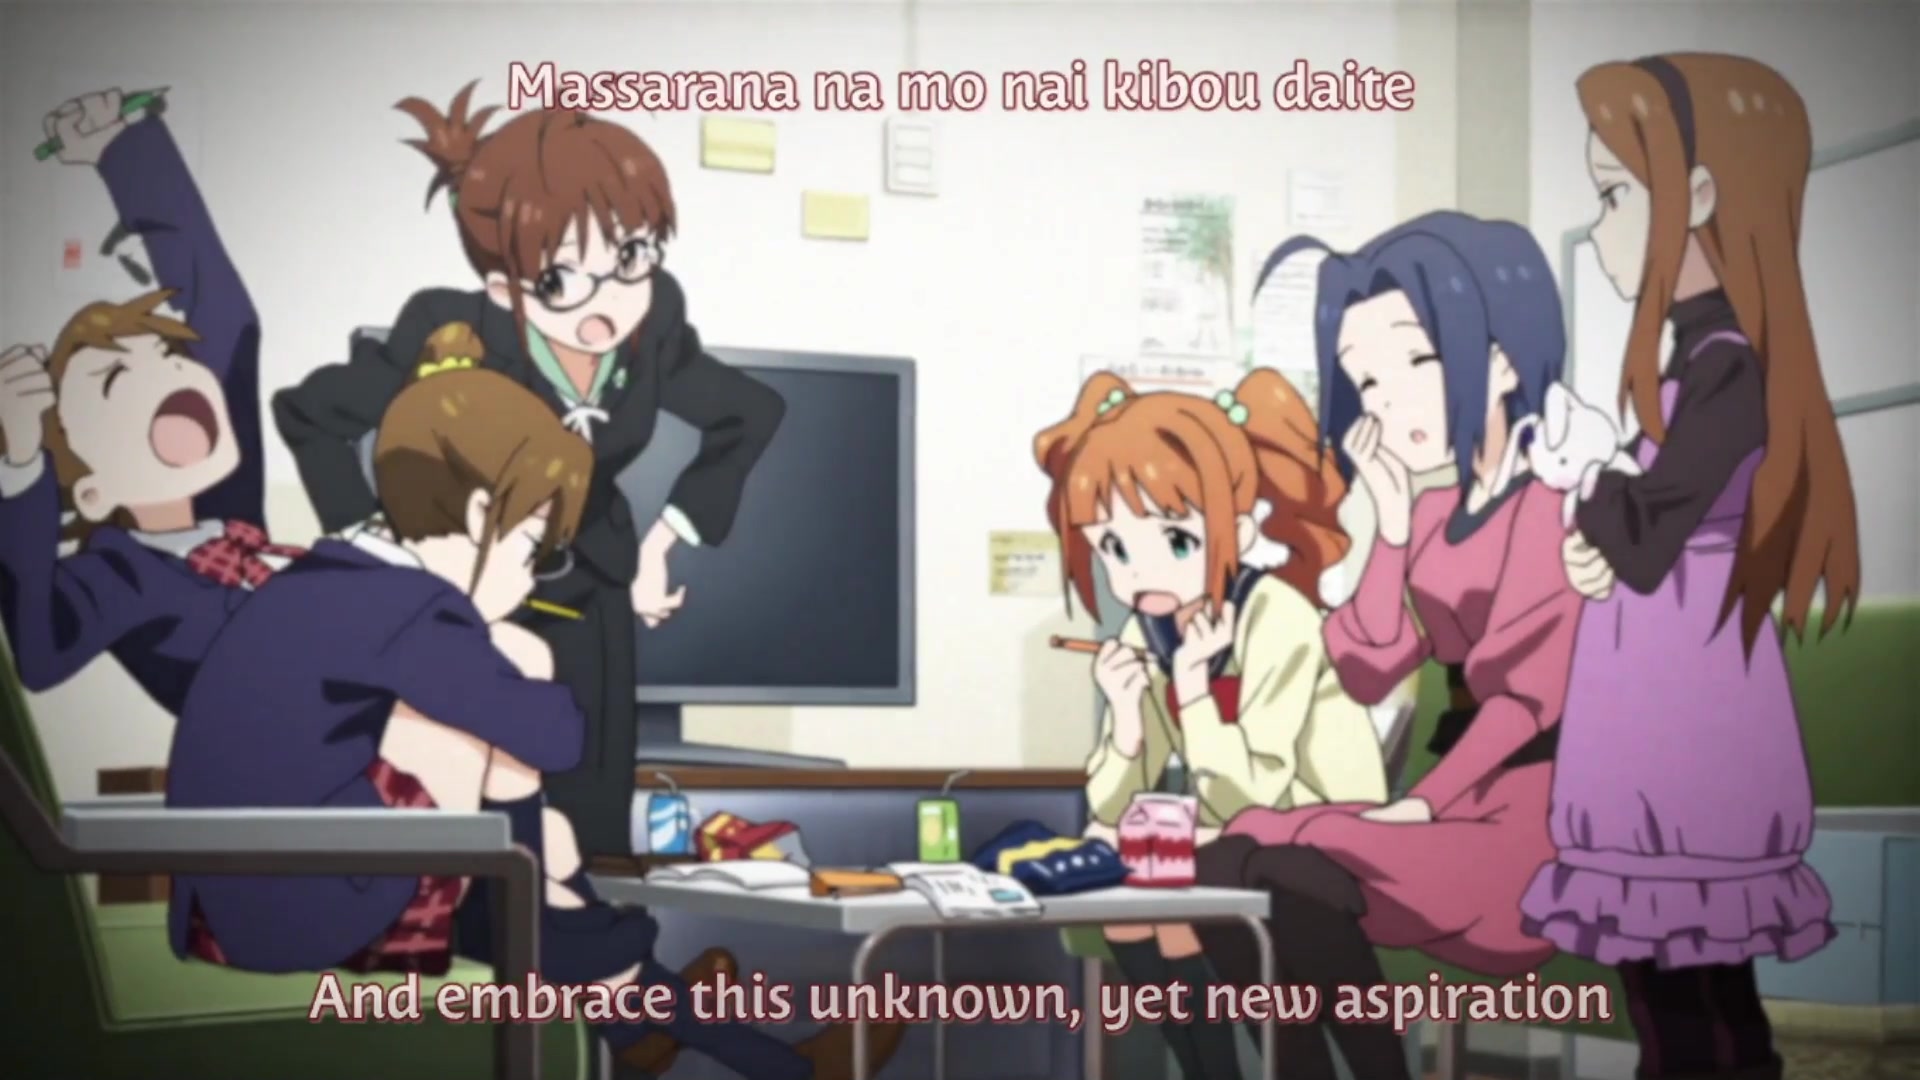 Massarana na mo nai kibou daite
And embrace this unknown, yet new aspiration